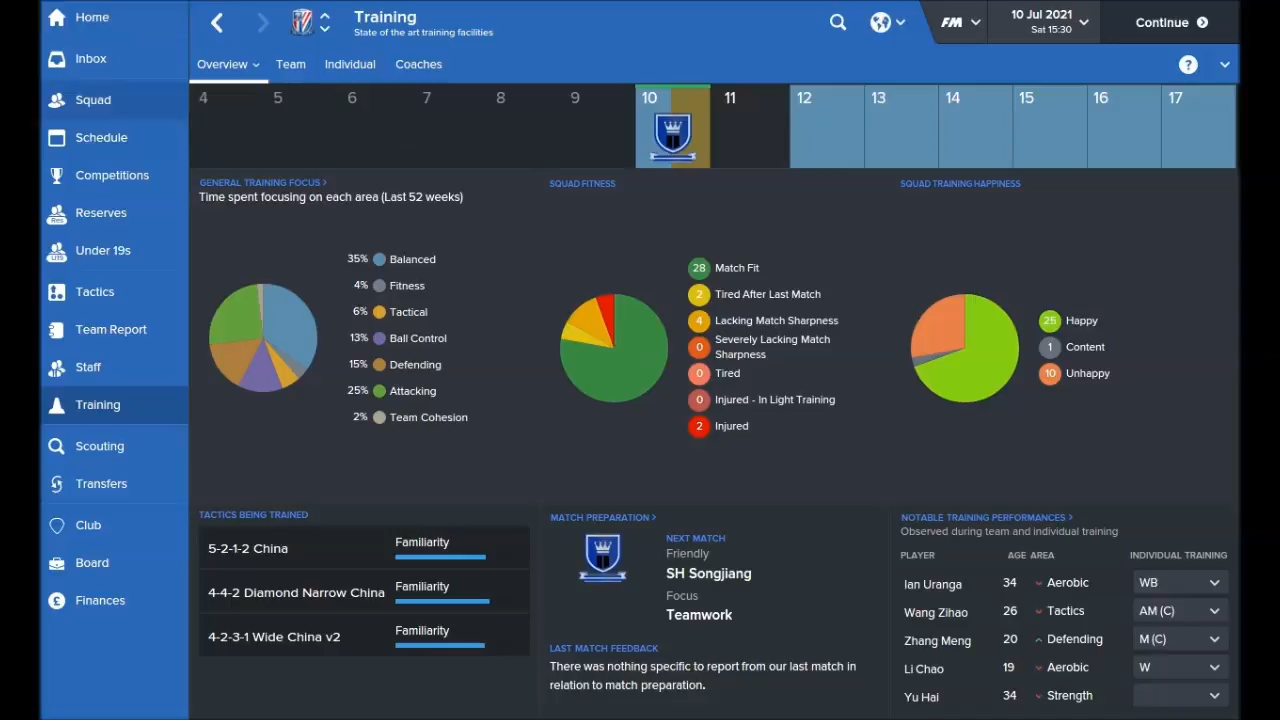 Home
Inbox
Squad
Schedule
Competitions
Res
Reserves
U19
Under 19s
Tactics
Team Report
Staff
Training
Scouting
Transfers
Club
Board
£
Finances
Training
State of the art training facilities
FM
10 Jul 2021
Sat 15:30
Continue
Overview
Team
Individual
Coaches
?
4
5
6
7
8
9
10
11
12
13
14
15
16
17
GENERAL TRAINING FOCUS >
Time spent focusing on each area (Last 52 weeks)
35% Balanced
4% Fitness
6% Tactical
13% Ball Control
15% Defending
25% Attacking
2% Team Cohesion
SQUAD FITNESS
28 Match Fit
2 Tired After Last Match
4 Lacking Match Sharpness
0 Severely Lacking Match
Sharpness
0 Tired
0 Injured - In Light Training
2 Injured
SQUAD TRAINING HAPPINESS
25 Happy
1 Content
10 Unhappy
TACTICS BEING TRAINED
5-2-1-2 China
Familiarity
4-4-2 Diamond Narrow China
Familiarity
4-2-3-1 Wide China v2
Familiarity
MATCH PREPARATION >
NEXT MATCH
Friendly
SH Songjiang
Focus
Teamwork
LAST MATCH FEEDBACK
There was nothing specific to report from our last match in
relation to match preparation.
NOTABLE TRAINING PERFORMANCES >
Observed during team and individual training
PLAYER AGE AREA INDIVIDUAL TRAINING
Ian Uranga 34 Aerobic WB
Wang Zihao 26 Tactics AM (C)
Zhang Meng 20 Defending M (C)
Li Chao 19 Aerobic W
Yu Hai 34 Strength